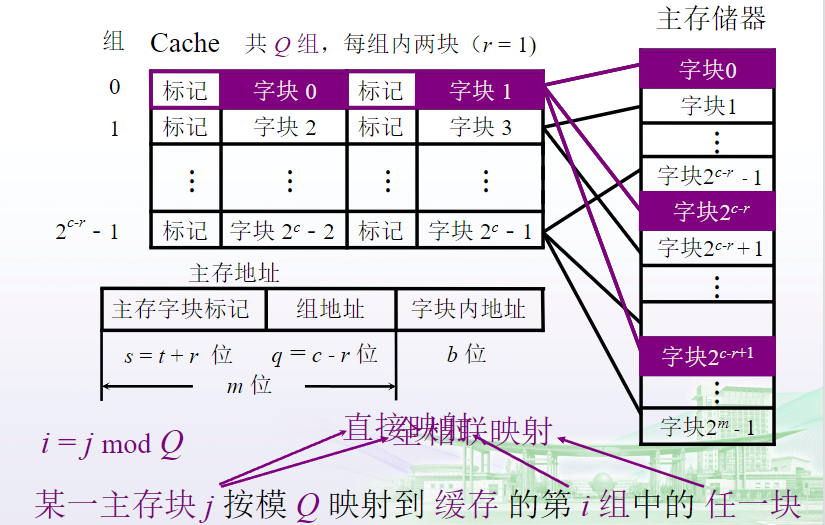 主存储器
组 Cache 共 Q 组，每组内两块（r = 1）
0 标记 字块 0 标记 字块 1
1 标记 字块 2 标记 字块 3
⋮ ⋮ ⋮ ⋮
2^{c-r} - 1 标记 字块 2^c - 2 标记 字块 2^c - 1
字块0
字块1
⋮
字块2^{c-r} - 1
字块2^{c-r}
字块2^{c-r} + 1
⋮
字块2^{c-r+1}
⋮
字块2^m - 1
主存地址
主存字块标记 组地址 字块内地址
s = t + r 位 q = c - r 位 b 位
m 位
直接映射
全相联映射
i = j mod Q
某一主存块 j 按模 Q 映射到 缓存 的第 i 组中的 任一块